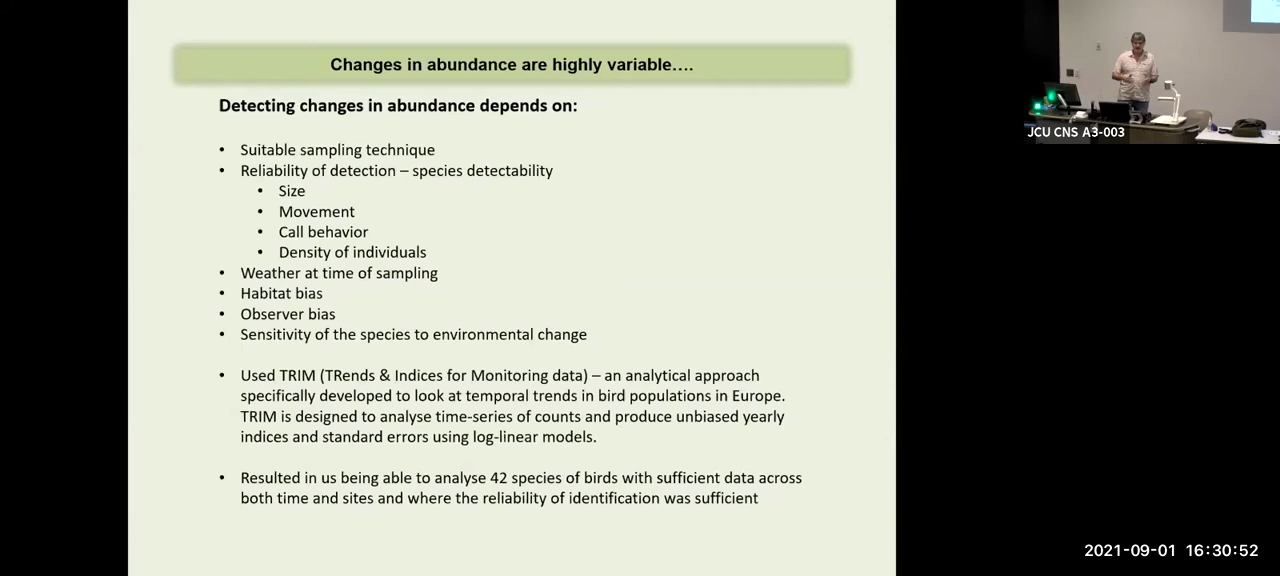 Changes in abundance are highly variable….
Detecting changes in abundance depends on:
• Suitable sampling technique
• Reliability of detection – species detectability
• Size
• Movement
• Call behavior
• Density of individuals
• Weather at time of sampling
• Habitat bias
• Observer bias
• Sensitivity of the species to environmental change
• Used TRIM (TRends & Indices for Monitoring data) – an analytical approach
specifically developed to look at temporal trends in bird populations in Europe.
TRIM is designed to analyse time-series of counts and produce unbiased yearly
indices and standard errors using log-linear models.
• Resulted in us being able to analyse 42 species of birds with sufficient data across
both time and sites and where the reliability of identification was sufficient
JCU CNS A3-003
2021-09-01 16:30:52